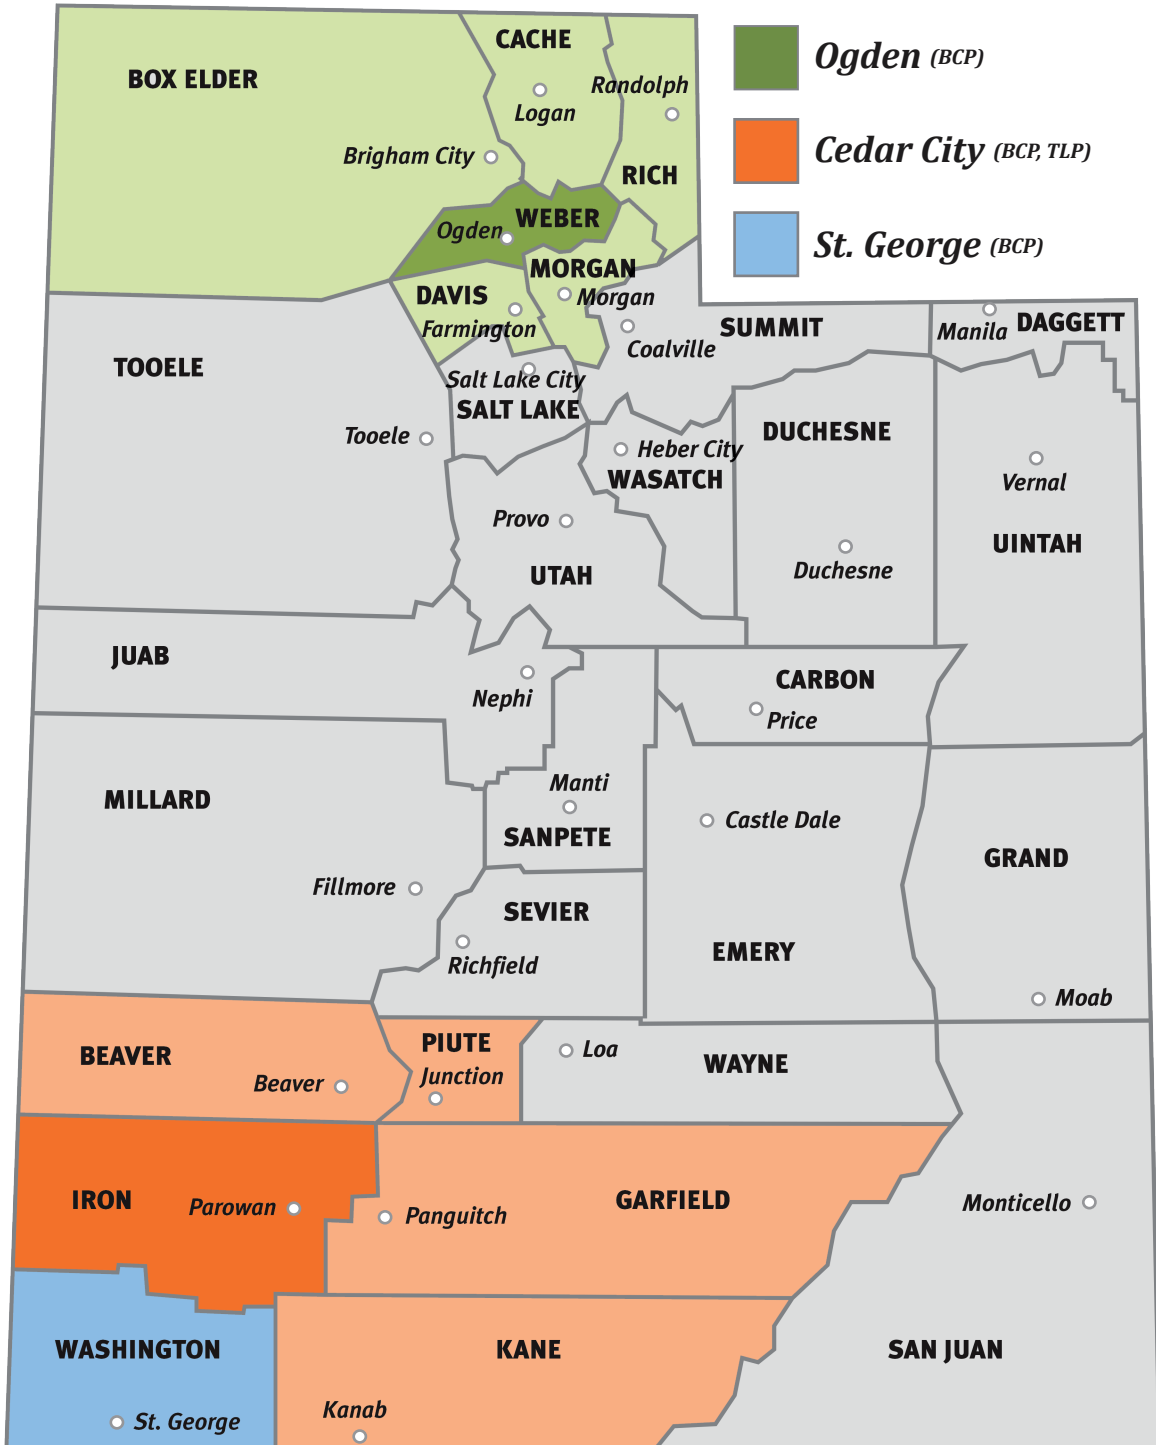 CACHE
BOX ELDER
Randolph
Logan
Brigham City
RICH
WEBER
Ogden
MORGAN
Morgan
DAVIS
Farmington
Ogden (BCP)
Cedar City (BCP, TLP)
St. George (BCP)
SUMMIT
Coalville
Manila
DAGGETT
TOOELE
Salt Lake City
SALT LAKE
Tooele
Heber City
WASATCH
DUCHESNE
Vernal
Provo
UTAH
Duchesne
UINTAH
JUAB
Nephi
CARBON
Price
MILLARD
Manti
SANPETE
Castle Dale
GRAND
Fillmore
SEVIER
Richfield
EMERY
Moab
BEAVER
Beaver
PIUTE
Junction
Loa
WAYNE
IRON
Parowan
Panguitch
GARFIELD
Monticello
WASHINGTON
KANE
SAN JUAN
St. George
Kanab